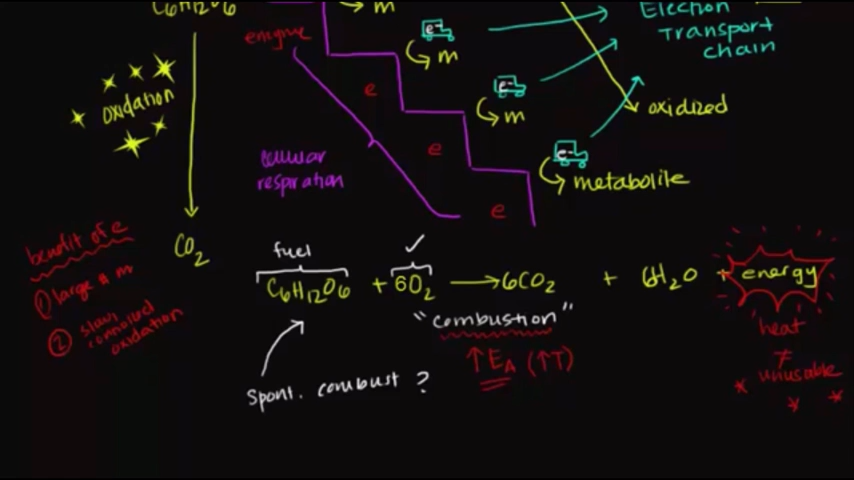 C6H12O6
m
enzyme
e-
m
Election
Transport
chain
oxidation
e
e-
m
oxidized
e
cellular
respiration
e-
metabolite
e
benefit of e
① large # m
② slow,
controlled
oxidation
CO2
fuel
C6H12O6 + 6O2 → 6CO2 + 6H2O + energy
"combustion"
↑EA (↑T)
Spont. combust ?
heat
≠
unusable